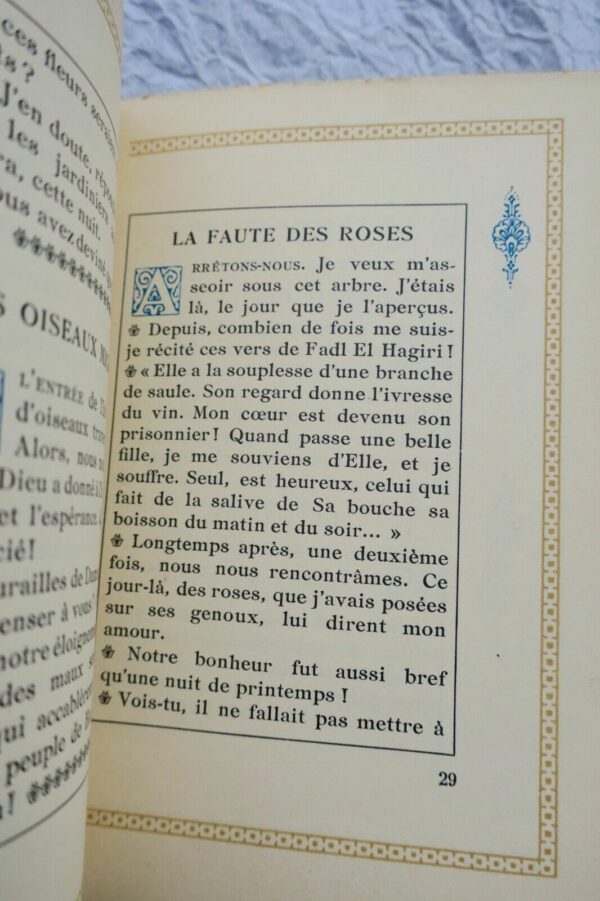 ces fleurs
J'en doute,
les jardiniers
cette nuit.
vous avez deviné
OISEAUX
L'ENTRÉE de
d'oiseaux
Alors, nous
Dieu a donné à
et l'espérance
penser à vous!
notre éloignement
des maux
qui
peuple de
LA FAUTE DES ROSES
ARRÊTONS-NOUS. Je veux m'as-
seoir sous cet arbre. J'étais
là, le jour que je l'aperçus.
Depuis, combien de fois me suis-
je récité ces vers de Fadl El Hagiri !
« Elle a la souplesse d'une branche
de saule. Son regard donne l'ivresse
du vin. Mon cœur est devenu son
prisonnier! Quand passe une belle
fille, je me souviens d'Elle, et je
souffre. Seul, est heureux, celui qui
fait de la salive de Sa bouche sa
boisson du matin et du soir... »
Longtemps après, une deuxième
fois, nous nous rencontrâmes. Ce
jour-là, des roses, que j'avais posées
sur ses genoux, lui dirent mon
amour.
Notre bonheur fut aussi bref
qu'une nuit de printemps !
Vois-tu, il ne fallait pas mettre à
29